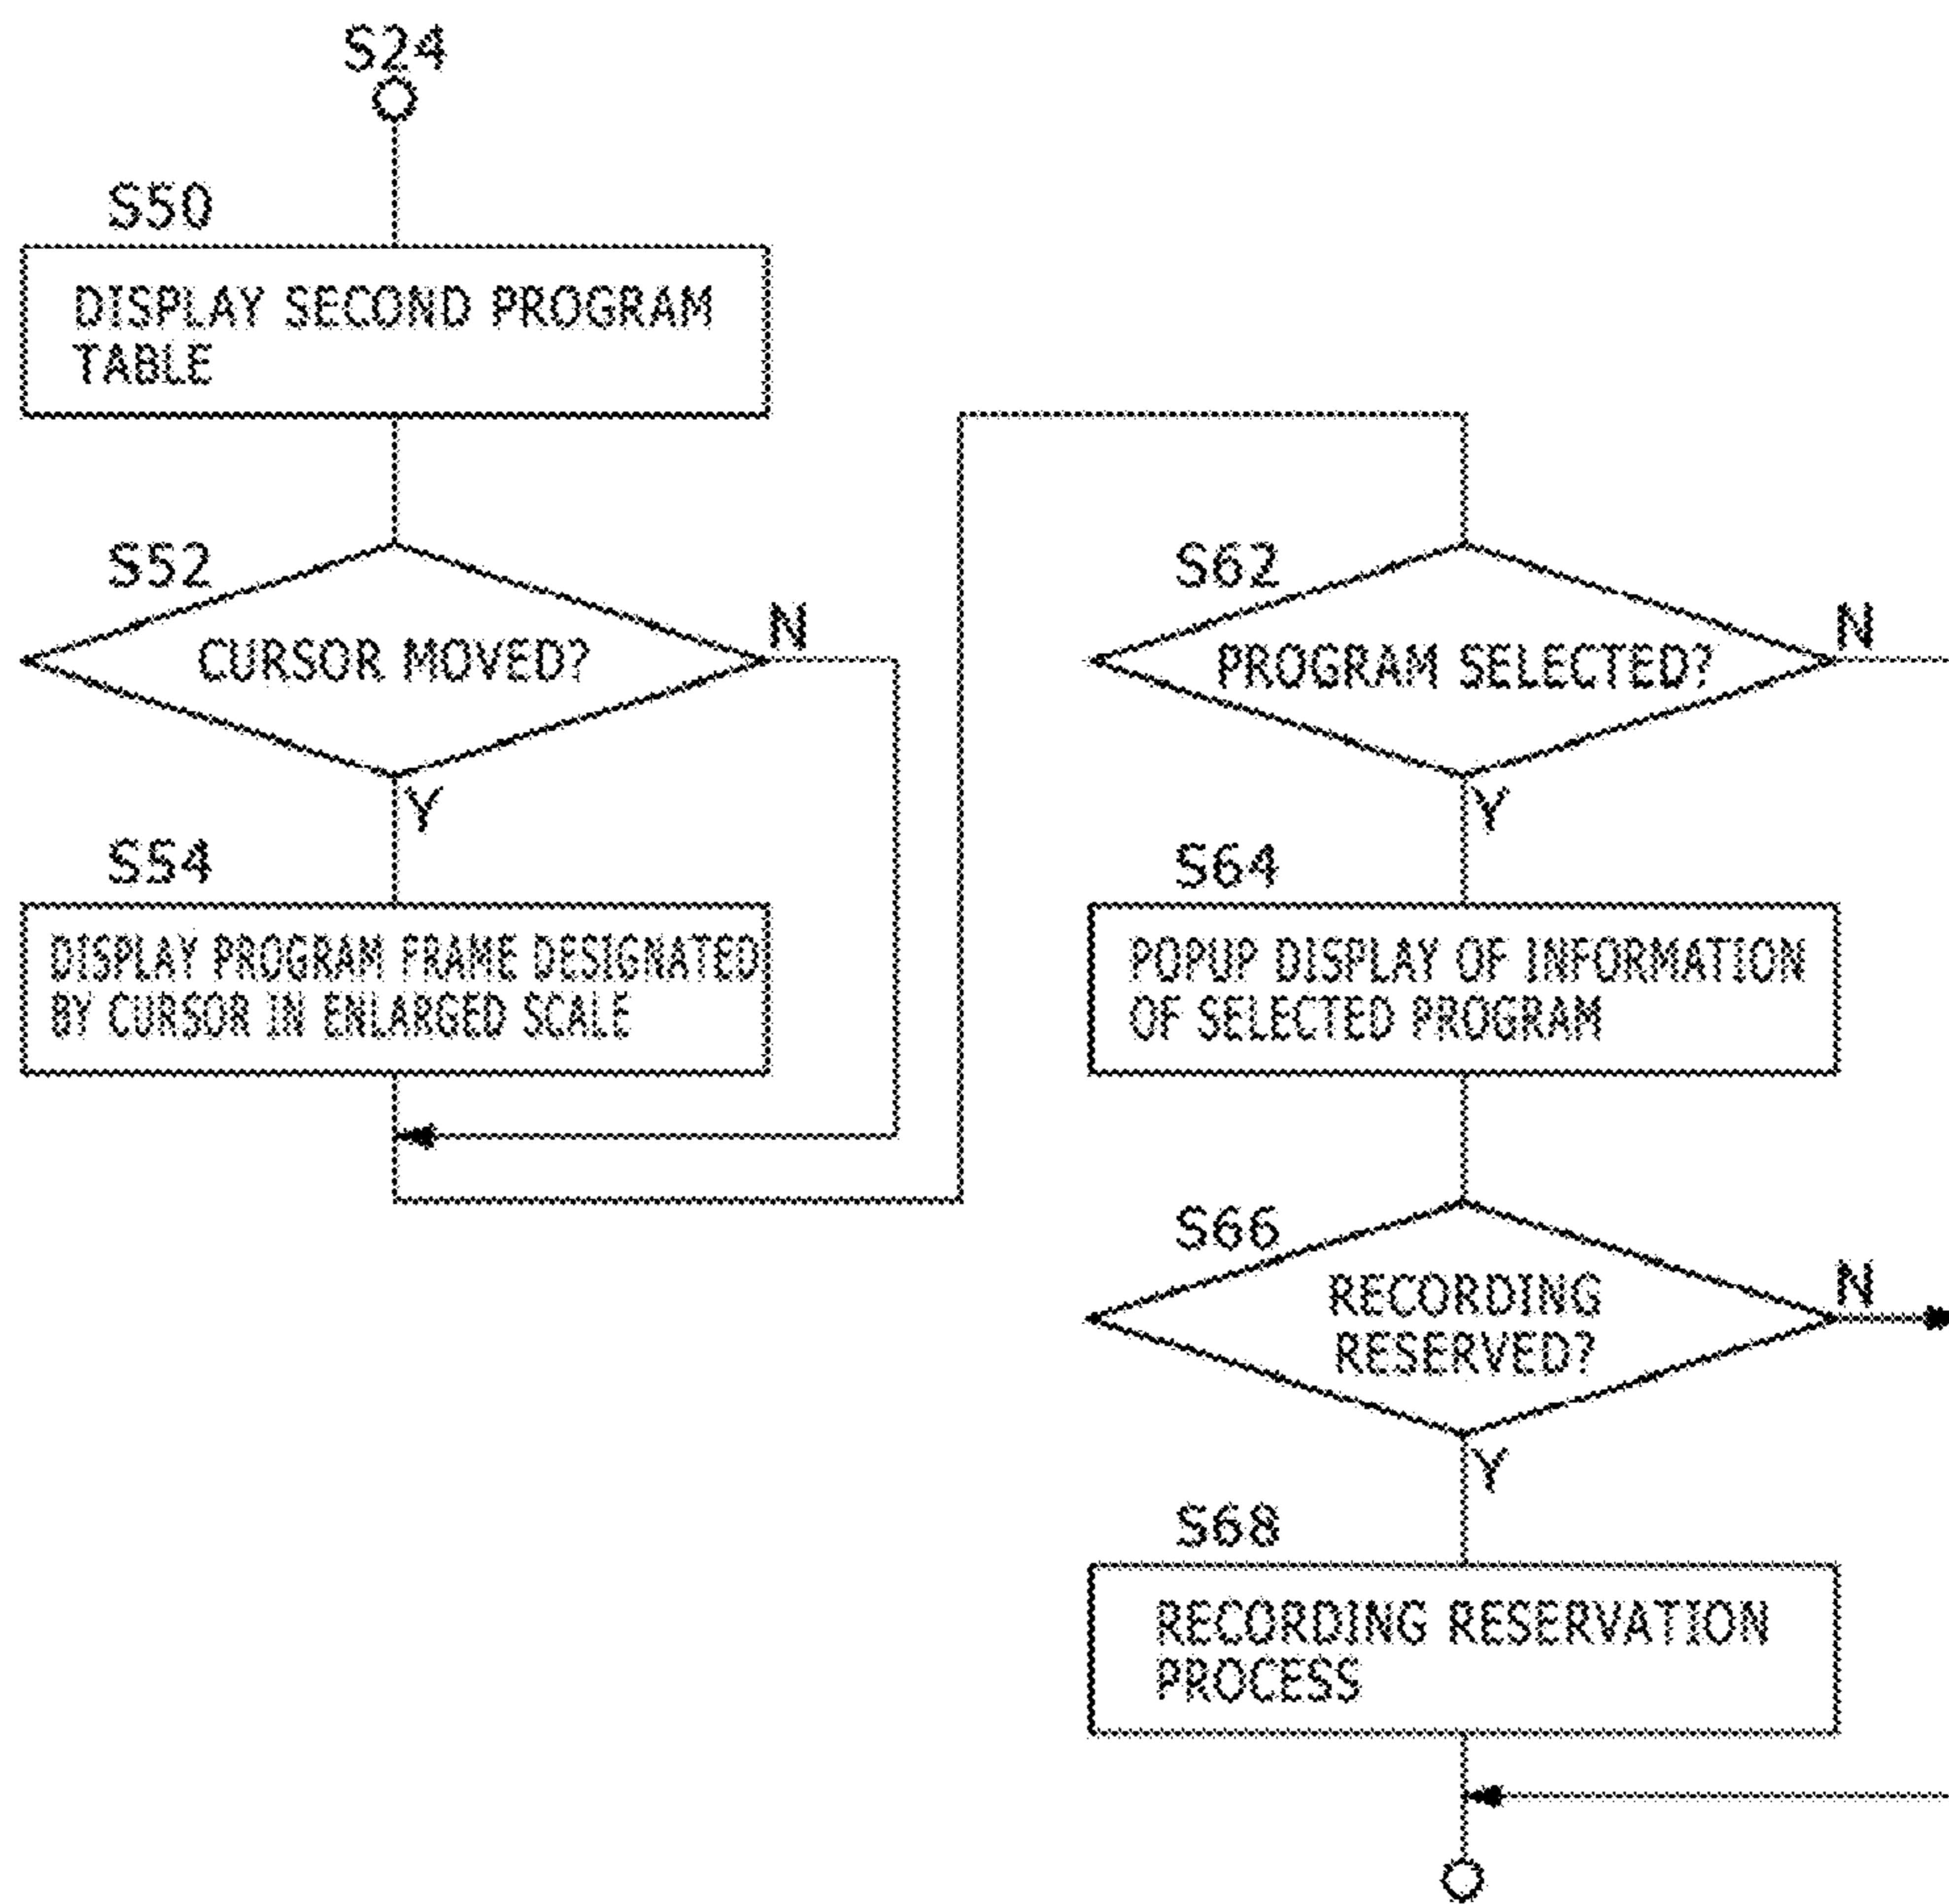 S24
S50
DISPLAY SECOND PROGRAM
TABLE
S52
CURSOR MOVED?
N
Y
S54
DISPLAY PROGRAM FRAME DESIGNATED
BY CURSOR IN ENLARGED SCALE
S62
PROGRAM SELECTED?
N
Y
S64
POPUP DISPLAY OF INFORMATION
OF SELECTED PROGRAM
S66
RECORDING
RESERVED?
N
Y
S68
RECORDING RESERVATION
PROCESS